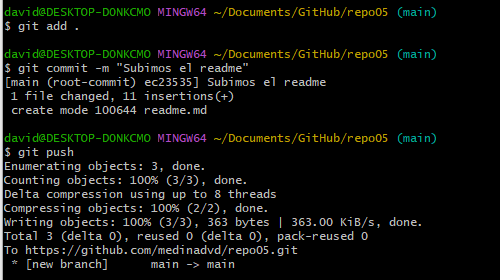 david@DESKTOP-DONKCMO MINGW64 ~/Documents/GitHub/repo05 (main)
$ git add .
david@DESKTOP-DONKCMO MINGW64 ~/Documents/GitHub/repo05 (main)
$ git commit -m "Subimos el readme"
[main (root-commit) ec23535] Subimos el readme
 1 file changed, 11 insertions(+)
 create mode 100644 readme.md
david@DESKTOP-DONKCMO MINGW64 ~/Documents/GitHub/repo05 (main)
$ git push
Enumerating objects: 3, done.
Counting objects: 100% (3/3), done.
Delta compression using up to 8 threads
Compressing objects: 100% (2/2), done.
Writing objects: 100% (3/3), 363 bytes | 363.00 KiB/s, done.
Total 3 (delta 0), reused 0 (delta 0), pack-reused 0
To https://github.com/medinadvd/repo05.git
 * [new branch]      main -> main